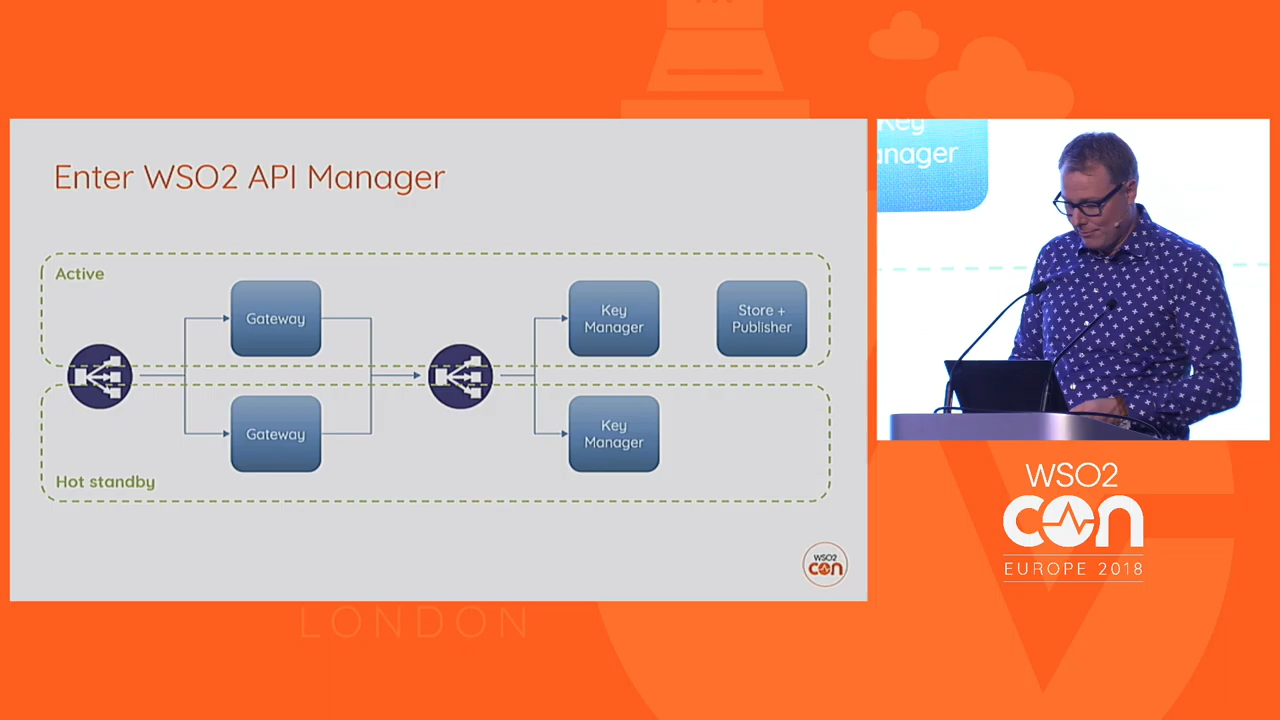 Enter WSO2 API Manager
Active
Gateway
Key
Manager
Store +
Publisher
Gateway
Key
Manager
Hot standby
WSO2
con
Key
anager
WSO2
con
EUROPE 2018
LONDON